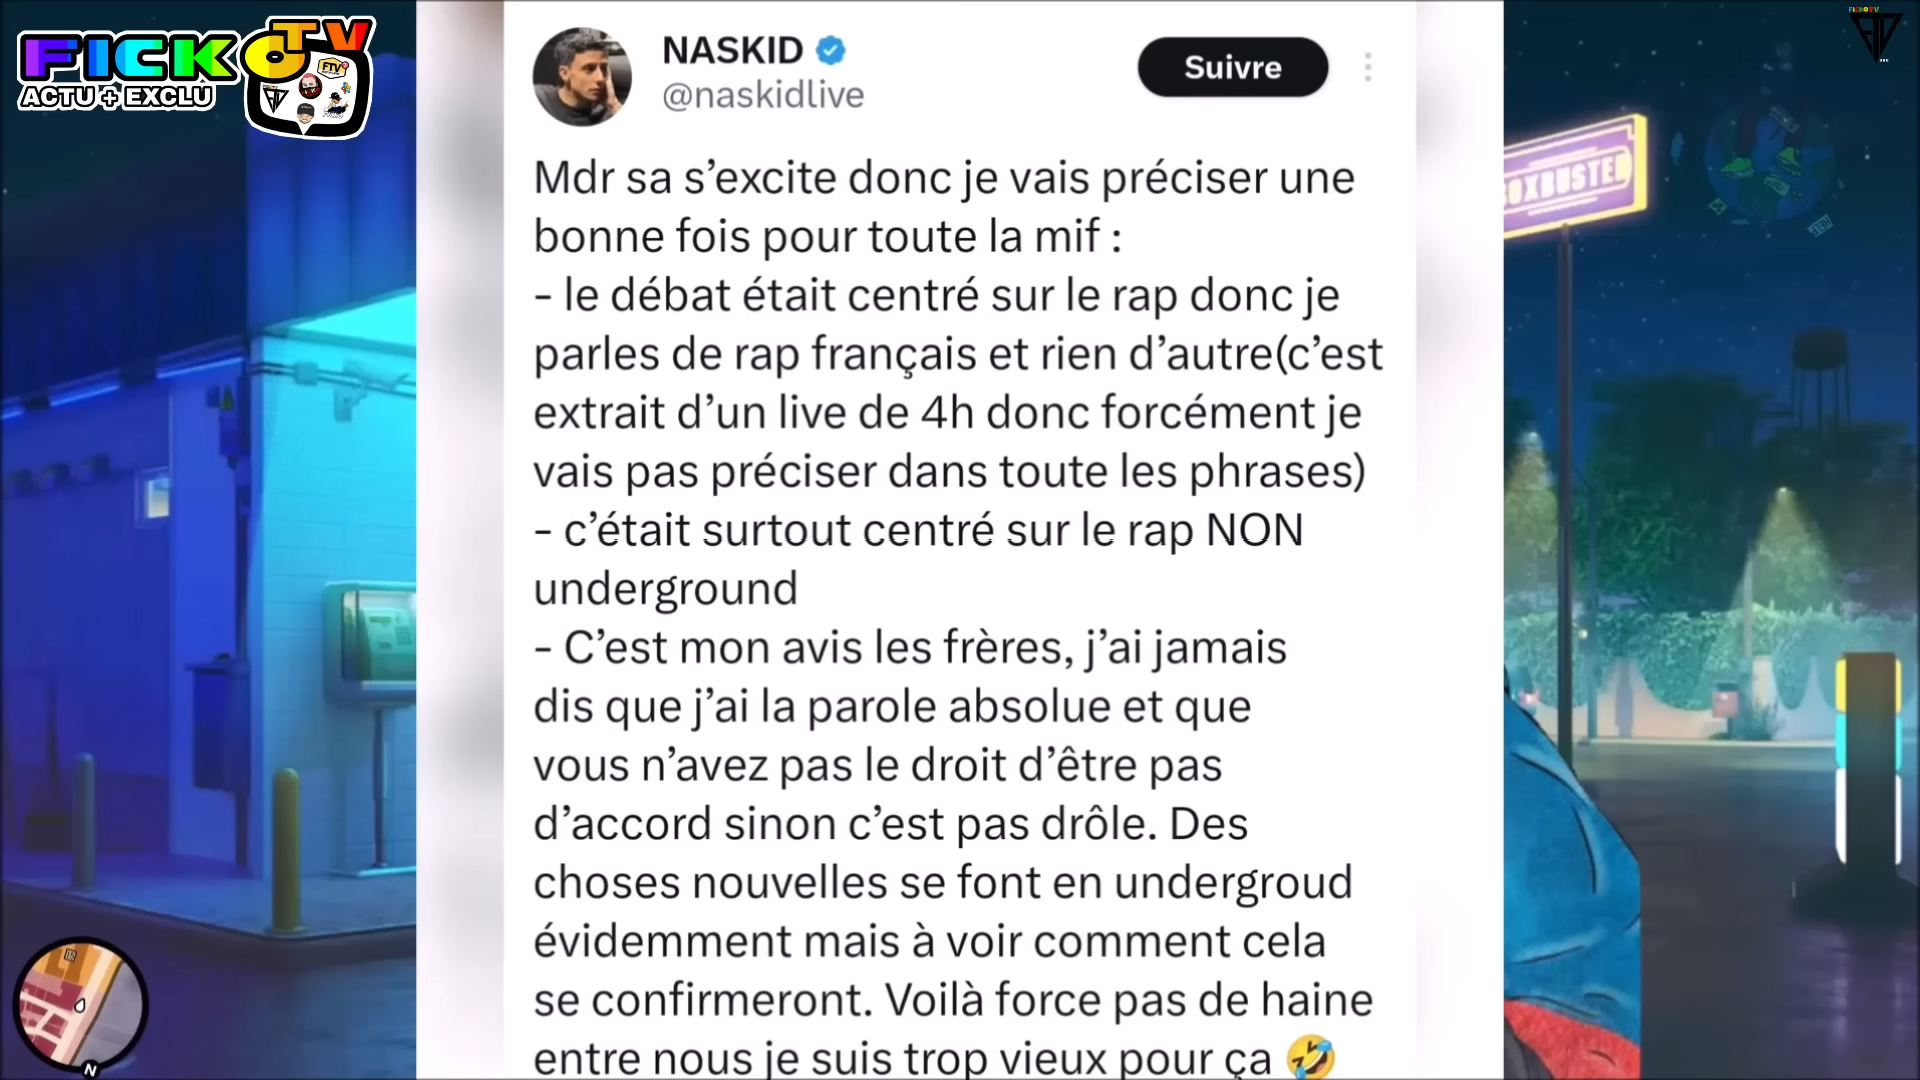 FICKO TV
ACTU + EXCLU
FTV
NASKID
@naskidlive
Suivre
Mdr sa s’excite donc je vais préciser une
bonne fois pour toute la mif :
- le débat était centré sur le rap donc je
parles de rap français et rien d’autre(c’est
extrait d’un live de 4h donc forcément je
vais pas préciser dans toute les phrases)
- c’était surtout centré sur le rap NON
underground
- C’est mon avis les frères, j’ai jamais
dis que j’ai la parole absolue et que
vous n’avez pas le droit d’être pas
d’accord sinon c’est pas drôle. Des
choses nouvelles se font en undergroud
évidemment mais à voir comment cela
se confirmeront. Voilà force pas de haine
entre nous je suis trop vieux pour ça 🤣
OXBUSTED
FICKOTV
N